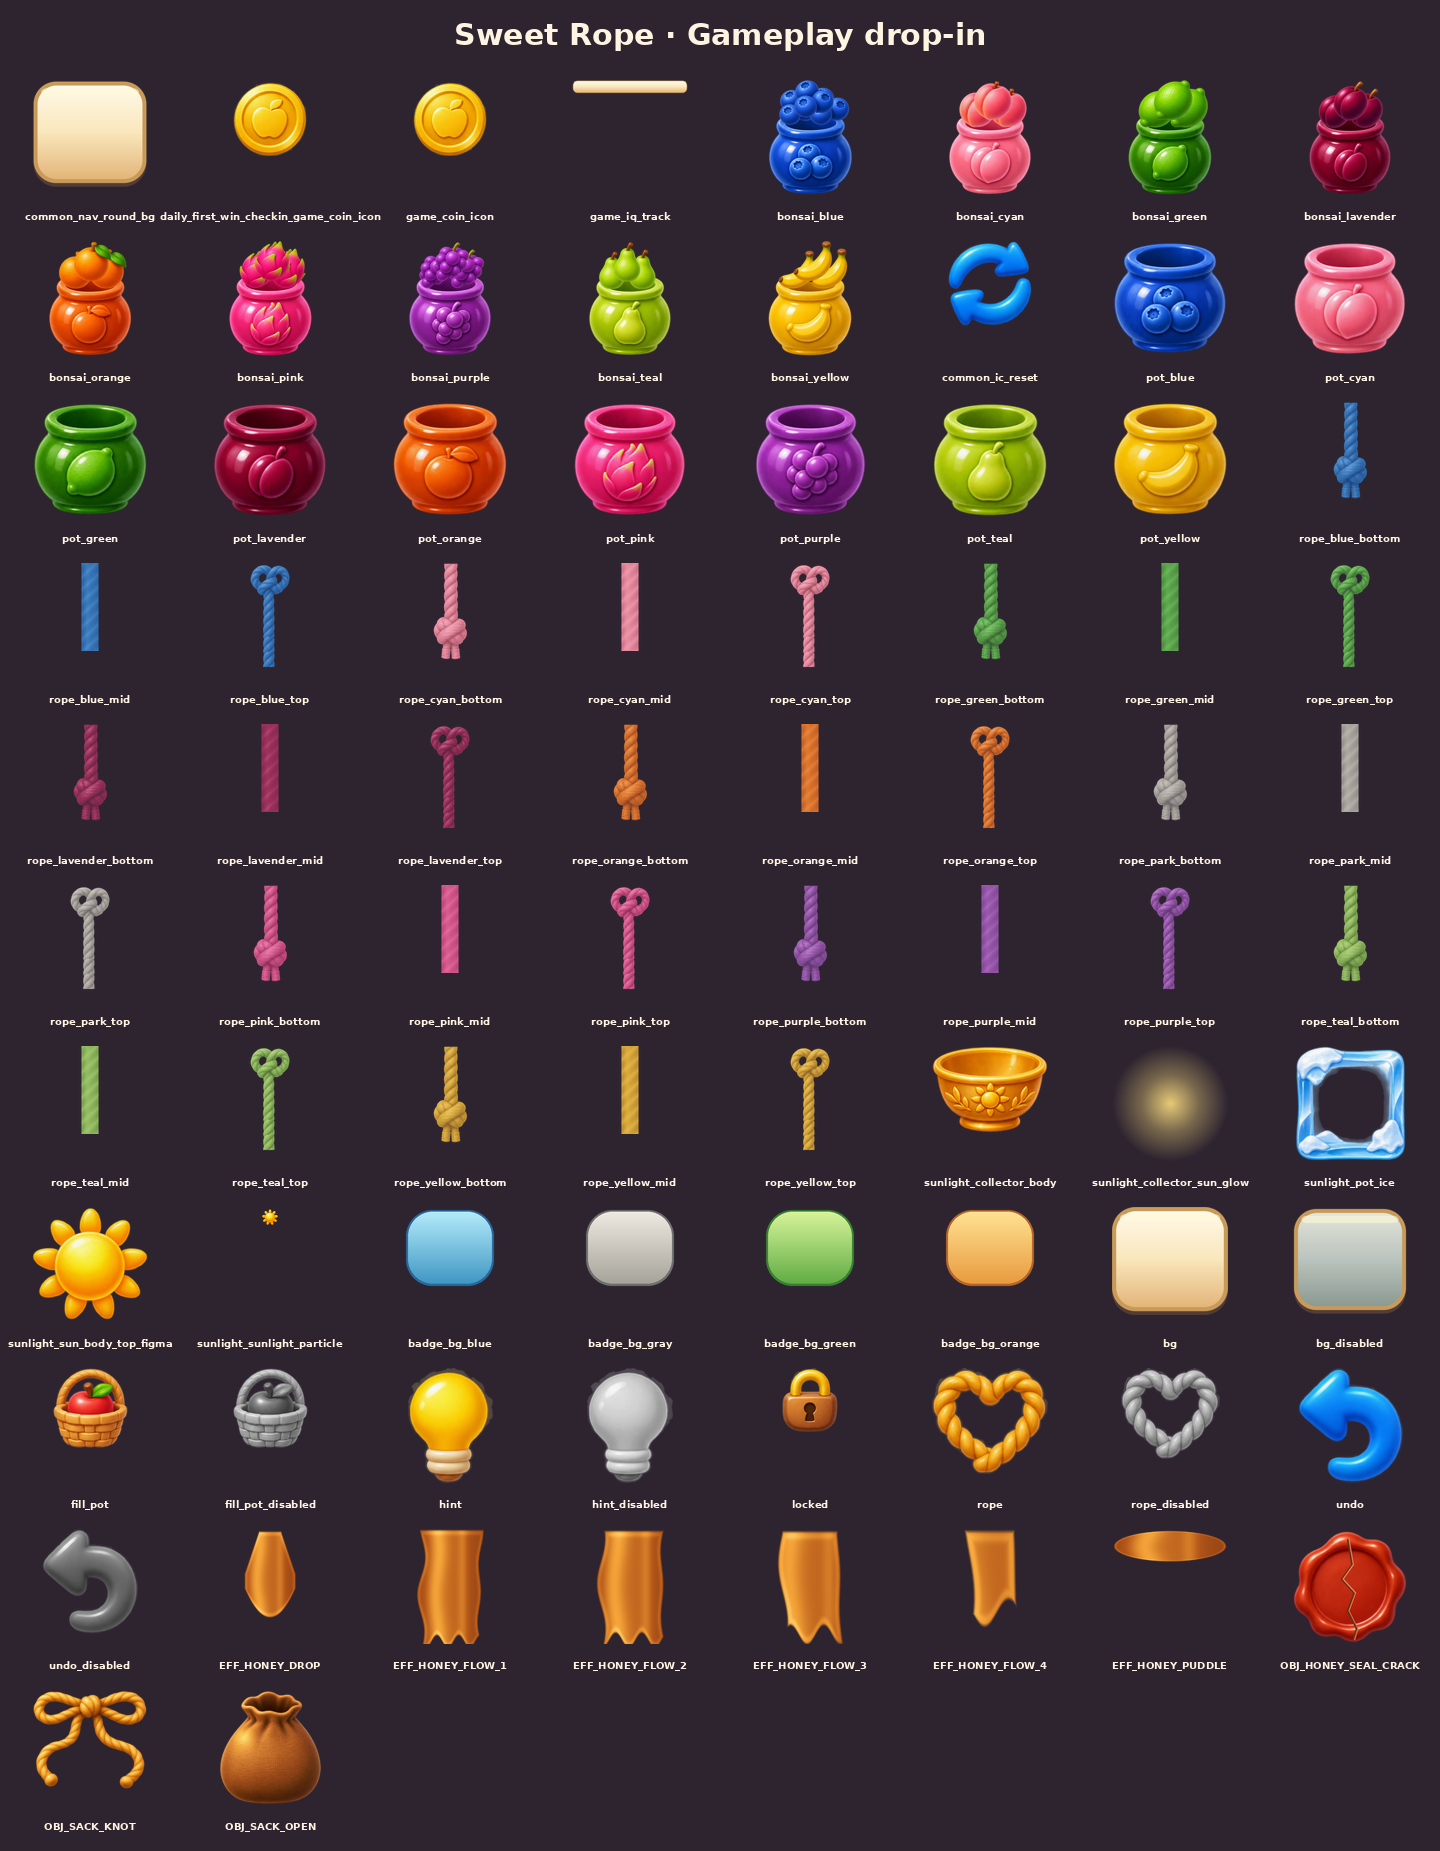 Sweet Rope · Gameplay drop-in
common_nav_round_bg daily_first_win_checkin_game_coin_icon game_coin_icon game_iq_track bonsai_blue bonsai_cyan bonsai_green bonsai_lavender
bonsai_orange bonsai_pink bonsai_purple bonsai_teal bonsai_yellow common_ic_reset pot_blue pot_cyan
pot_green pot_lavender pot_orange pot_pink pot_purple pot_teal pot_yellow rope_blue_bottom
rope_blue_mid rope_blue_top rope_cyan_bottom rope_cyan_mid rope_cyan_top rope_green_bottom rope_green_mid rope_green_top
rope_lavender_bottom rope_lavender_mid rope_lavender_top rope_orange_bottom rope_orange_mid rope_orange_top rope_park_bottom rope_park_mid
rope_park_top rope_pink_bottom rope_pink_mid rope_pink_top rope_purple_bottom rope_purple_mid rope_purple_top rope_teal_bottom
rope_teal_mid rope_teal_top rope_yellow_bottom rope_yellow_mid rope_yellow_top sunlight_collector_body sunlight_collector_sun_glow sunlight_pot_ice
sunlight_sun_body_top_figma sunlight_sunlight_particle badge_bg_blue badge_bg_gray badge_bg_green badge_bg_orange bg bg_disabled
fill_pot fill_pot_disabled hint hint_disabled locked rope rope_disabled undo
undo_disabled EFF_HONEY_DROP EFF_HONEY_FLOW_1 EFF_HONEY_FLOW_2 EFF_HONEY_FLOW_3 EFF_HONEY_FLOW_4 EFF_HONEY_PUDDLE OBJ_HONEY_SEAL_CRACK
OBJ_SACK_KNOT OBJ_SACK_OPEN